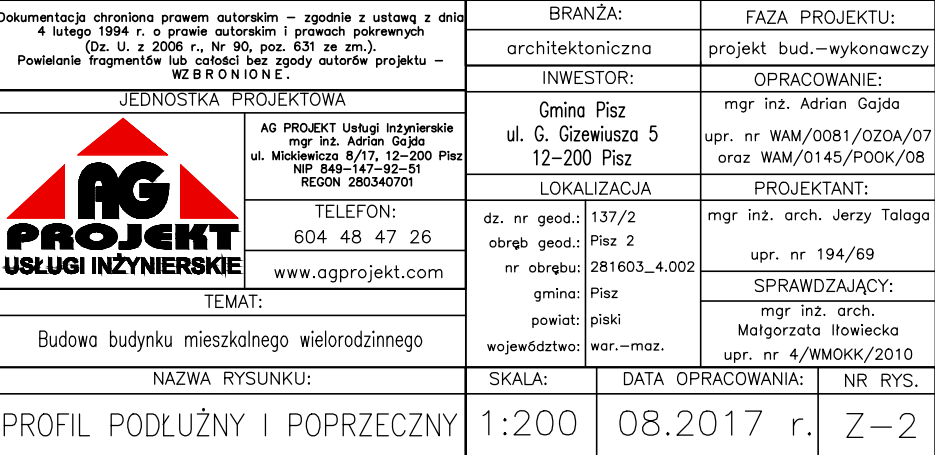 Dokumentacja chroniona prawem autorskim – zgodnie z ustawą z dnia
4 lutego 1994 r. o prawie autorskim i prawach pokrewnych
(Dz. U. z 2006 r., Nr 90, poz. 631 ze zm.).
Powielanie fragmentów lub całości bez zgody autorów projektu –
WZBRONIONE.
JEDNOSTKA PROJEKTOWA
AG
PROJEKT
USŁUGI INŻYNIERSKIE
AG PROJEKT Usługi Inżynierskie
mgr inż. Adrian Gajda
ul. Mickiewicza 8/17, 12–200 Pisz
NIP 849–147–92–51
REGON 280340701
TELEFON:
604 48 47 26
www.agprojekt.com
TEMAT:
Budowa budynku mieszkalnego wielorodzinnego
NAZWA RYSUNKU:
PROFIL PODŁUŻNY I POPRZECZNY
BRANŻA:
architektoniczna
INWESTOR:
Gmina Pisz
ul. G. Gizewiusza 5
12–200 Pisz
LOKALIZACJA
dz. nr geod.: 137/2
obręb geod.: Pisz 2
nr obrębu: 281603_4.002
gmina: Pisz
powiat: piski
województwo: war.–maz.
FAZA PROJEKTU:
projekt bud.–wykonawczy
OPRACOWANIE:
mgr inż. Adrian Gajda
upr. nr WAM/0081/OZOA/07
oraz WAM/0145/POOK/08
PROJEKTANT:
mgr inż. arch. Jerzy Talaga
upr. nr 194/69
SPRAWDZAJĄCY:
mgr inż. arch.
Małgorzata Iłowiecka
upr. nr 4/WMOKK/2010
SKALA:
1:200
DATA OPRACOWANIA:
08.2017 r.
NR RYS.
Z–2